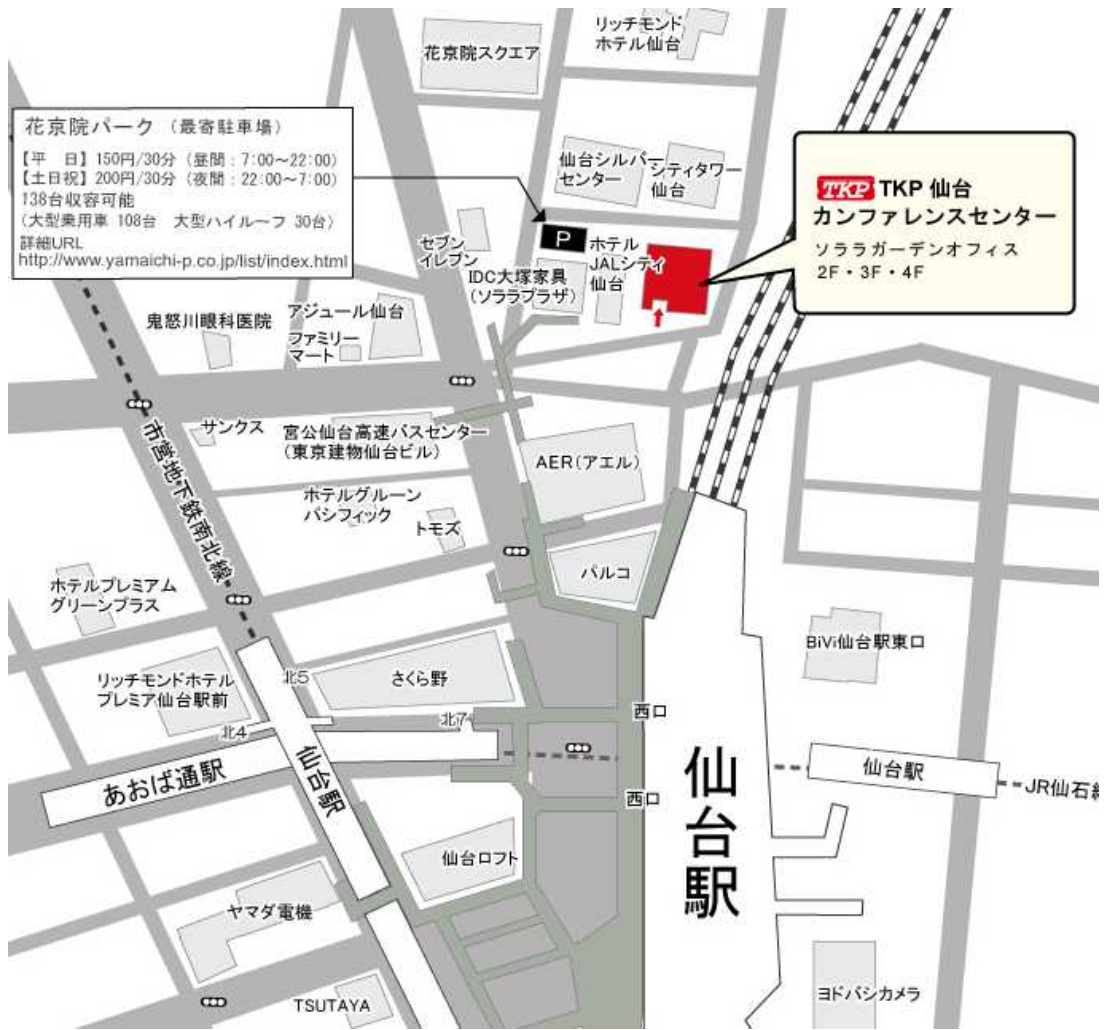 リッチモンド
ホテル仙台
花京院スクエア
花京院パーク (最寄駐車場)
【平　日】150円/30分 (昼間:7:00～22:00)
【土日祝】200円/30分 (夜間:22:00～7:00)
138台収容可能
(大型乗用車 108台　大型ハイルーフ 30台)
詳細URL
http://www.yamaichi-p.co.jp/list/index.html
仙台シルバー
センター
シティタワー
仙台
TKP TKP 仙台
カンファレンスセンター
ソララガーデンオフィス
2F・3F・4F
P
セブン
イレブン
ホテル
JALシティ
仙台
IDC大塚家具
(ソララプラザ)
鬼怒川眼科医院
アジュール仙台
ファミリー
マート
サンクス
宮公仙台高速バスセンター
(東京建物仙台ビル)
AER(アエル)
市営地下鉄南北線
ホテルグルーン
パシフィック
トモズ
パルコ
ホテルプレミアム
グリーンプラス
BiVi仙台駅東口
リッチモンドホテル
プレミア仙台駅前
北5
さくら野
北4
北7
西口
あおば通駅
仙台駅
仙台駅
仙台駅
JR仙石線
西口
仙台ロフト
ヤマダ電機
TSUTAYA
ヨドバシカメラ